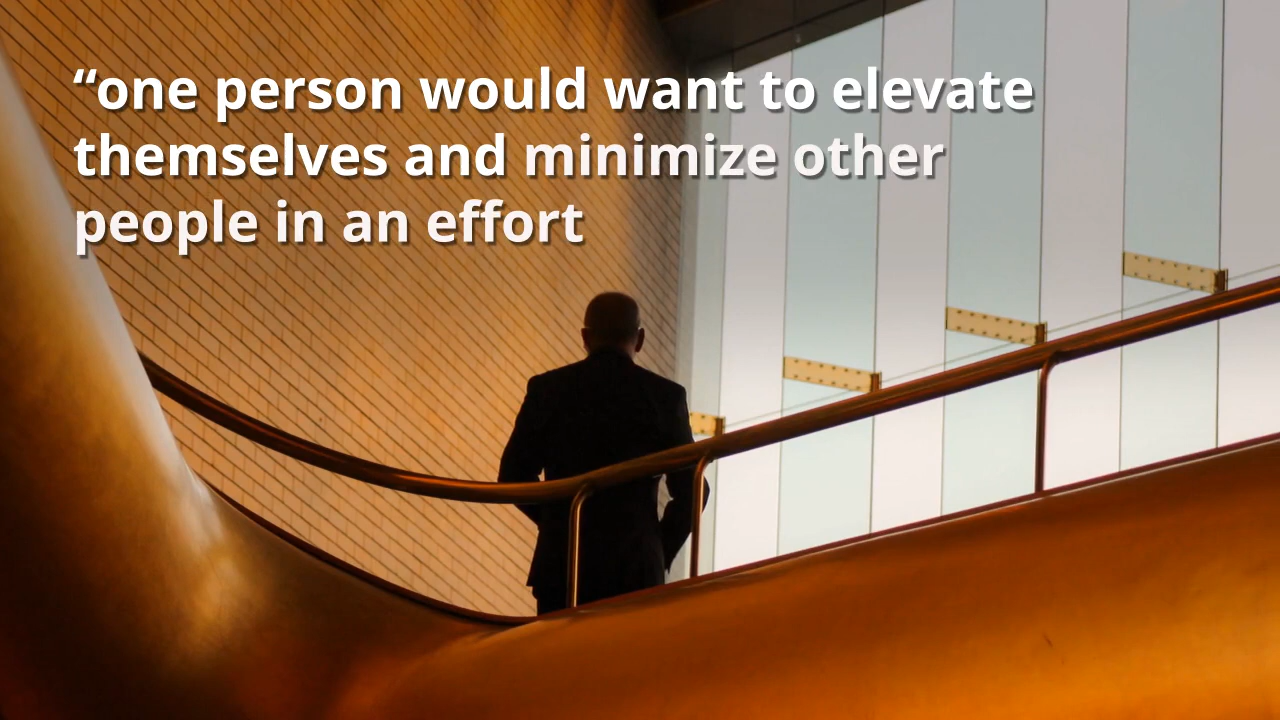 “one person would want to elevate
themselves and minimize other
people in an effort